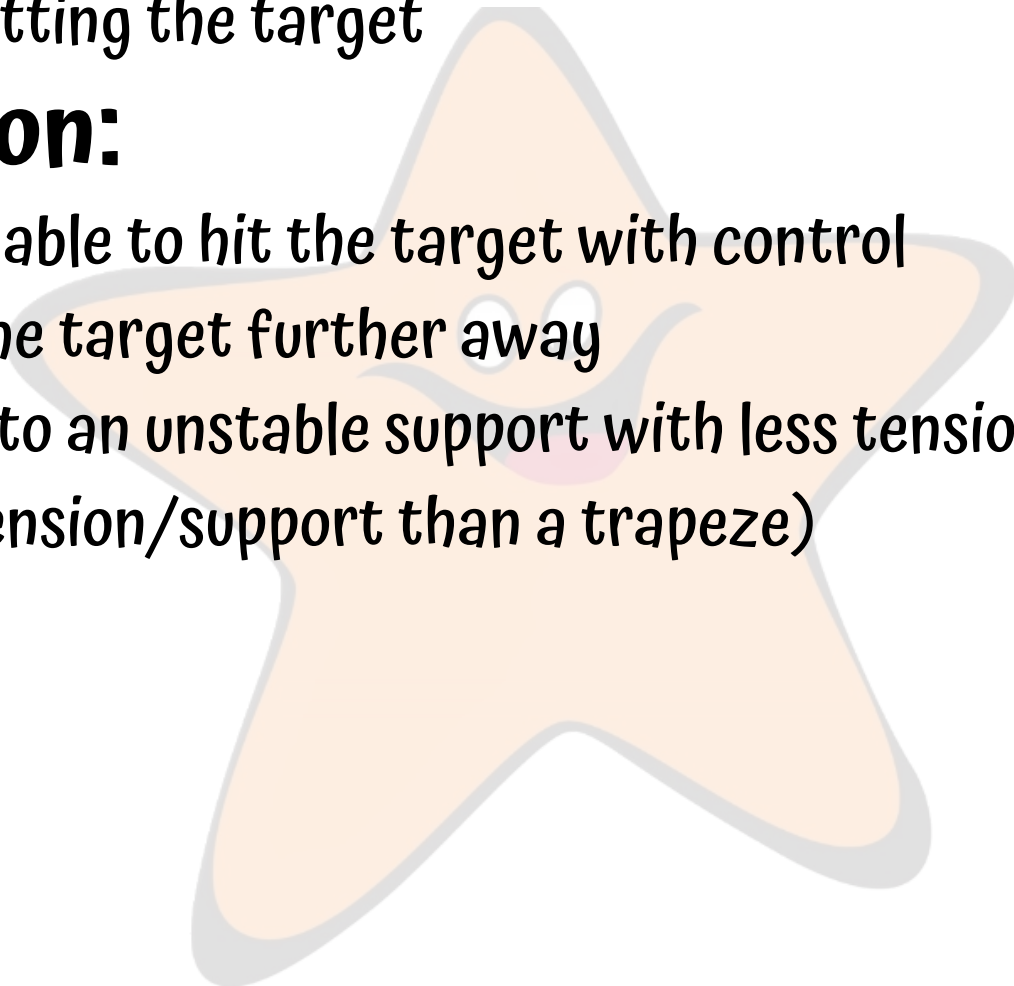 tting the target
on:
able to hit the target with control
he target further away
to an unstable support with less tensio
ension/support than a trapeze)